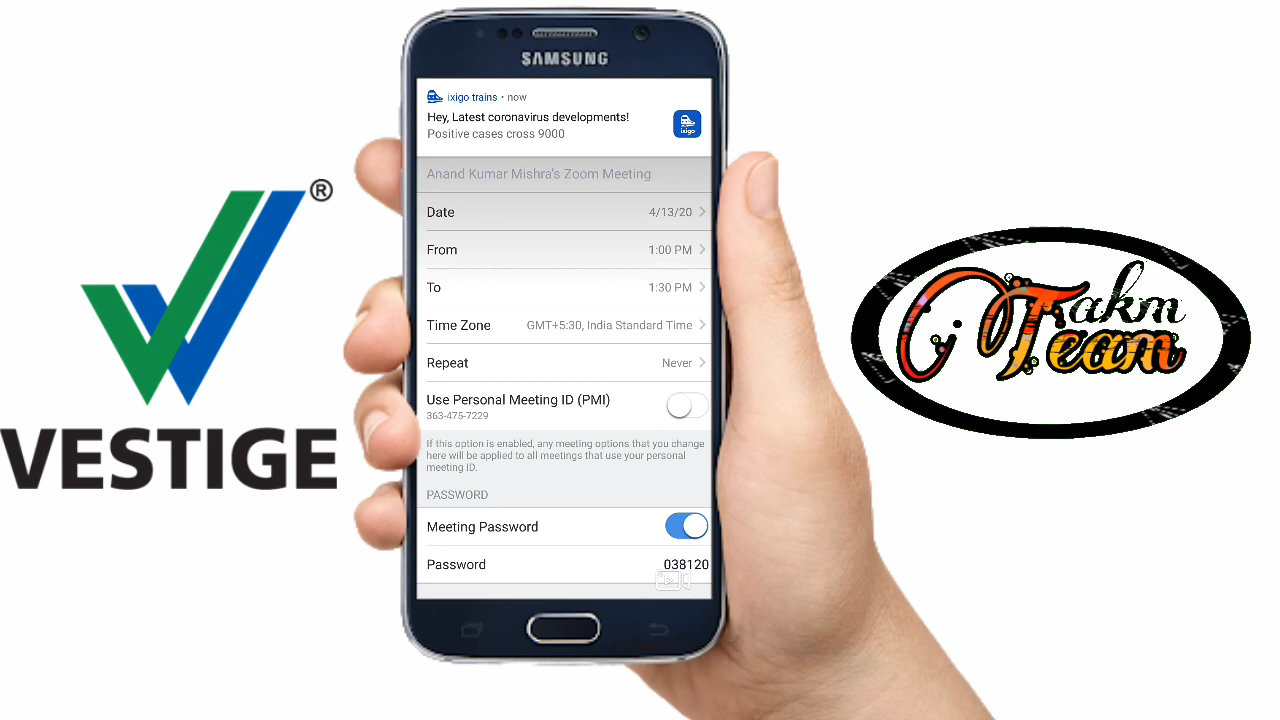 SAMSUNG
ixigo trains • now
Hey, Latest coronavirus developments!
Positive cases cross 9000
ixigo
Anand Kumar Mishra's Zoom Meeting
Date 4/13/20
From 1:00 PM
To 1:30 PM
Time Zone GMT+5:30, India Standard Time
Repeat Never
Use Personal Meeting ID (PMI)
363-475-7229
If this option is enabled, any meeting options that you change
here will be applied to all meetings that use your personal
meeting ID.
PASSWORD
Meeting Password
Password 038120
®
VESTIGE
Takm
Team